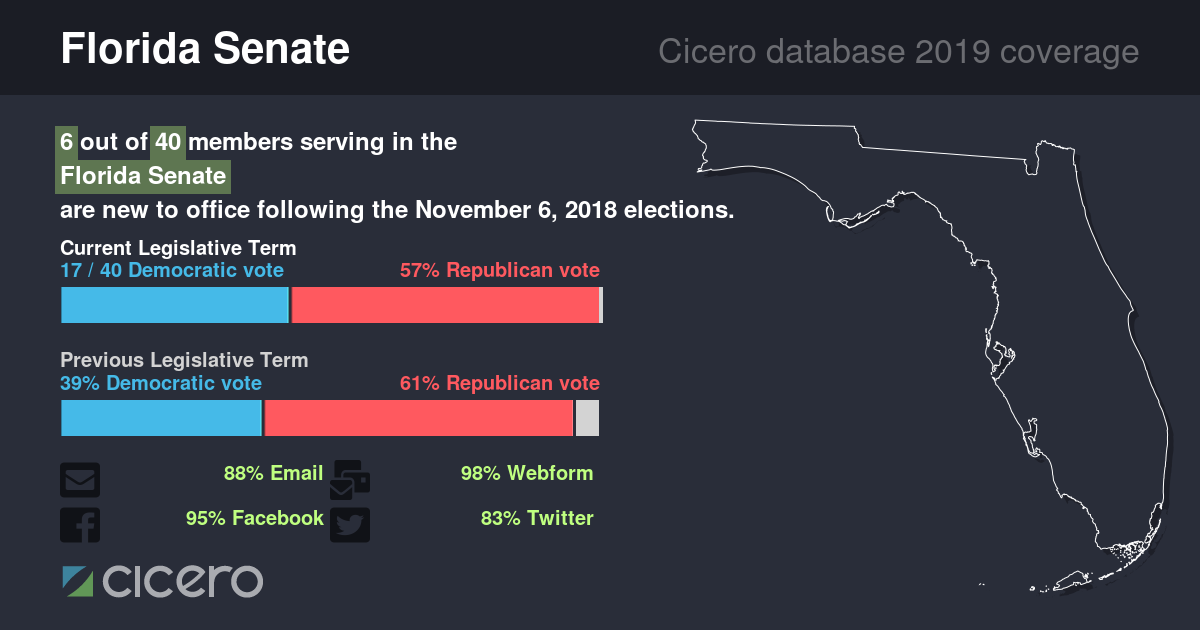 Florida Senate
Cicero database 2019 coverage
6 out of 40 members serving in the
Florida Senate
are new to office following the November 6, 2018 elections.
Current Legislative Term
17 / 40 Democratic vote 57% Republican vote
Previous Legislative Term
39% Democratic vote 61% Republican vote
88% Email 98% Webform
95% Facebook 83% Twitter
cicero